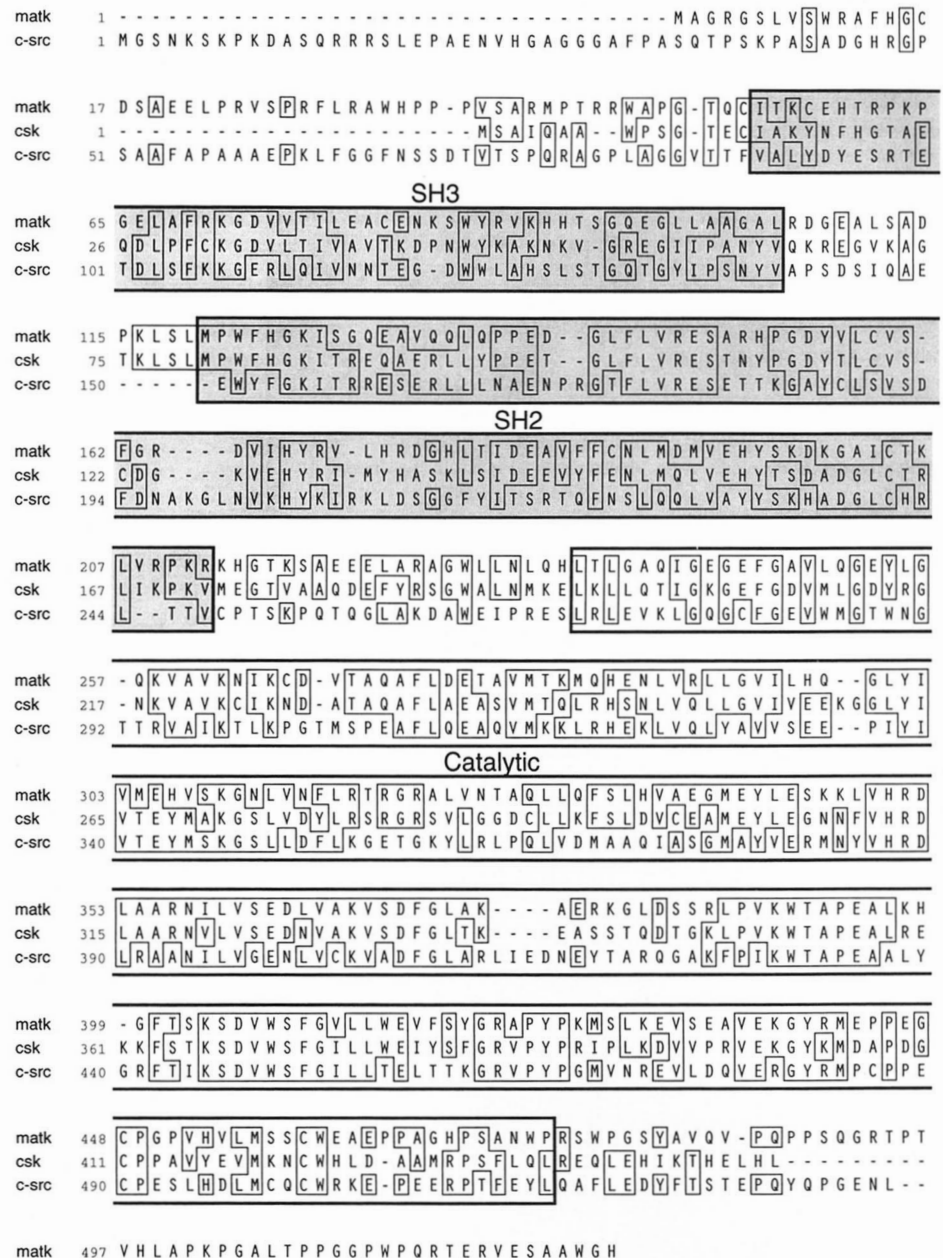 matk 1 - - - - - - - - - - - - - - - - - - - - - - - - - - - - - - - - - - M A G R G S L V S W R A F H G C
c-src 1 M G S N K S K P K D A S Q R R R S L E P A E N V H G A G G G A F P A S Q T P S K P A S A D G H R G P
matk 17 D S A E E L P R V S P R F L R A W H P P - P V S A R M P T R R W A P G - T Q C I T K C E H T R P K P
csk 1 - - - - - - - - - - - - - - - - - - - - - - M S A I Q A A - - W P S G - T E C I A K Y N F H G T A E
c-src 51 S A A F A P A A A E P K L F G G F N S S D T V T S P Q R A G P L A G G V T T F V A L Y D Y E S R T E
SH3
matk 65 G E L A F R K G D V V T I L E A C E N K S W Y R V K H H T S G Q E G L L A A G A L R D G E A L S A D
csk 26 Q D L P F C K G D V L T I V A V T K D P N W Y K A K N K V - G R E G I I P A N Y V Q K R E G V K A G
c-src 101 T D L S F K K G E R L Q I V N N T E G - D W W L A H S L S T G Q T G Y I P S N Y V A P S D S I Q A E
matk 115 P K L S L M P W F H G K I S G Q E A V Q Q L Q P P E D - - G L F L V R E S A R H P G D Y V L C V S -
csk 75 T K L S L M P W F H G K I T R E Q A E R L L Y P P E T - - G L F L V R E S T N Y P G D Y T L C V S -
c-src 150 - - - - - - E W Y F G K I T R R E S E R L L L N A E N P R G T F L V R E S E T T K G A Y C L S V S D
SH2
matk 162 F G R - - - - D V I H Y R V - L H R D G H L T I D E A V F F C N L M D M V E H Y S K D K G A I C T K
csk 122 C D G - - - - K V E H Y R I - M Y H A S K L S I D E E V Y F E N L M Q L V E H Y T S D A D G L C T R
c-src 194 F D N A K G L N V K H Y K I R K L D S G G F Y I T S R T Q F N S L Q Q L V A Y Y S K H A D G L C H R
matk 207 L V R P K R K H G T K S A E E E L A R A G W L L N L Q H L T L G A Q I G E G E F G A V L Q G E Y L G
csk 167 L I K P K V M E G T V A A Q D E F Y R S G W A L N M K E L K L L Q T I G K G E F G D V M L G D Y R G
c-src 244 L - - T T V C P T S K P Q T Q G L A K D A W E I P R E S L R L E V K L G Q G C F G E V W M G T W N G
matk 257 - Q K V A V K N I K C D - V T A Q A F L D E T A V M T K M Q H E N L V R L L G V I L H Q - - G L Y I
csk 217 - N K V A V K C I K N D - A T A Q A F L A E A S V M T Q L R H S N L V Q L L G V I V E E K G G L Y I
c-src 292 T T R V A I K T L K P G T M S P E A F L Q E A Q V M K K L R H E K L V Q L Y A V V S E E - - P I Y I
Catalytic
matk 303 V M E H V S K G N L V N F L R T R G R A L V N T A Q L L Q F S L H V A E G M E Y L E S K K L V H R D
csk 265 V T E Y M A K G S L V D Y L R S R G R S V L G G D C L L K F S L D V C E A M E Y L E G N N F V H R D
c-src 340 V T E Y M S K G S L L D F L K G E T G K Y L R L P Q L V D M A A Q I A S G M A Y V E R M N Y V H R D
matk 353 L A A R N I L V S E D L V A K V S D F G L A K - - - - A E R K G L D S S R L P V K W T A P E A L K H
csk 315 L A A R N V L V S E D N V A K V S D F G L T K - - - - E A S S T Q D T G K L P V K W T A P E A L R E
c-src 390 L R A A N I L V G E N L V C K V A D F G L A R L I E D N E Y T A R Q G A K F P I K W T A P E A A L Y
matk 399 - G F T S K S D V W S F G V L L W E V F S Y G R A P Y P K M S L K E V S E A V E K G Y R M E P P E G
csk 361 K K F S T K S D V W S F G I L L W E I Y S F G R V P Y P R I P L K D V V P R V E K G Y K M D A P D G
c-src 440 G R F T I K S D V W S F G I L L T E L T T K G R V P Y P G M V N R E V L D Q V E R G Y R M P C P P E
matk 448 C P G P V H V L M S S C W E A E P P A G H P S A N W P R S W P G S Y A V Q V - P Q P P S Q G R T P T
csk 411 C P P A V Y E V M K N C W H L D - A A M R P S F L Q L R E Q L E H I K T H E L H L - - - - - - - - -
c-src 490 C P E S L H D L M C Q C W R K E - P E E R P T F E Y L Q A F L E D Y F T S T E P Q Y Q P G E N L - -
matk 497 V H L A P K P G A L T P P G G P W P Q R T E R V E S A A W G H